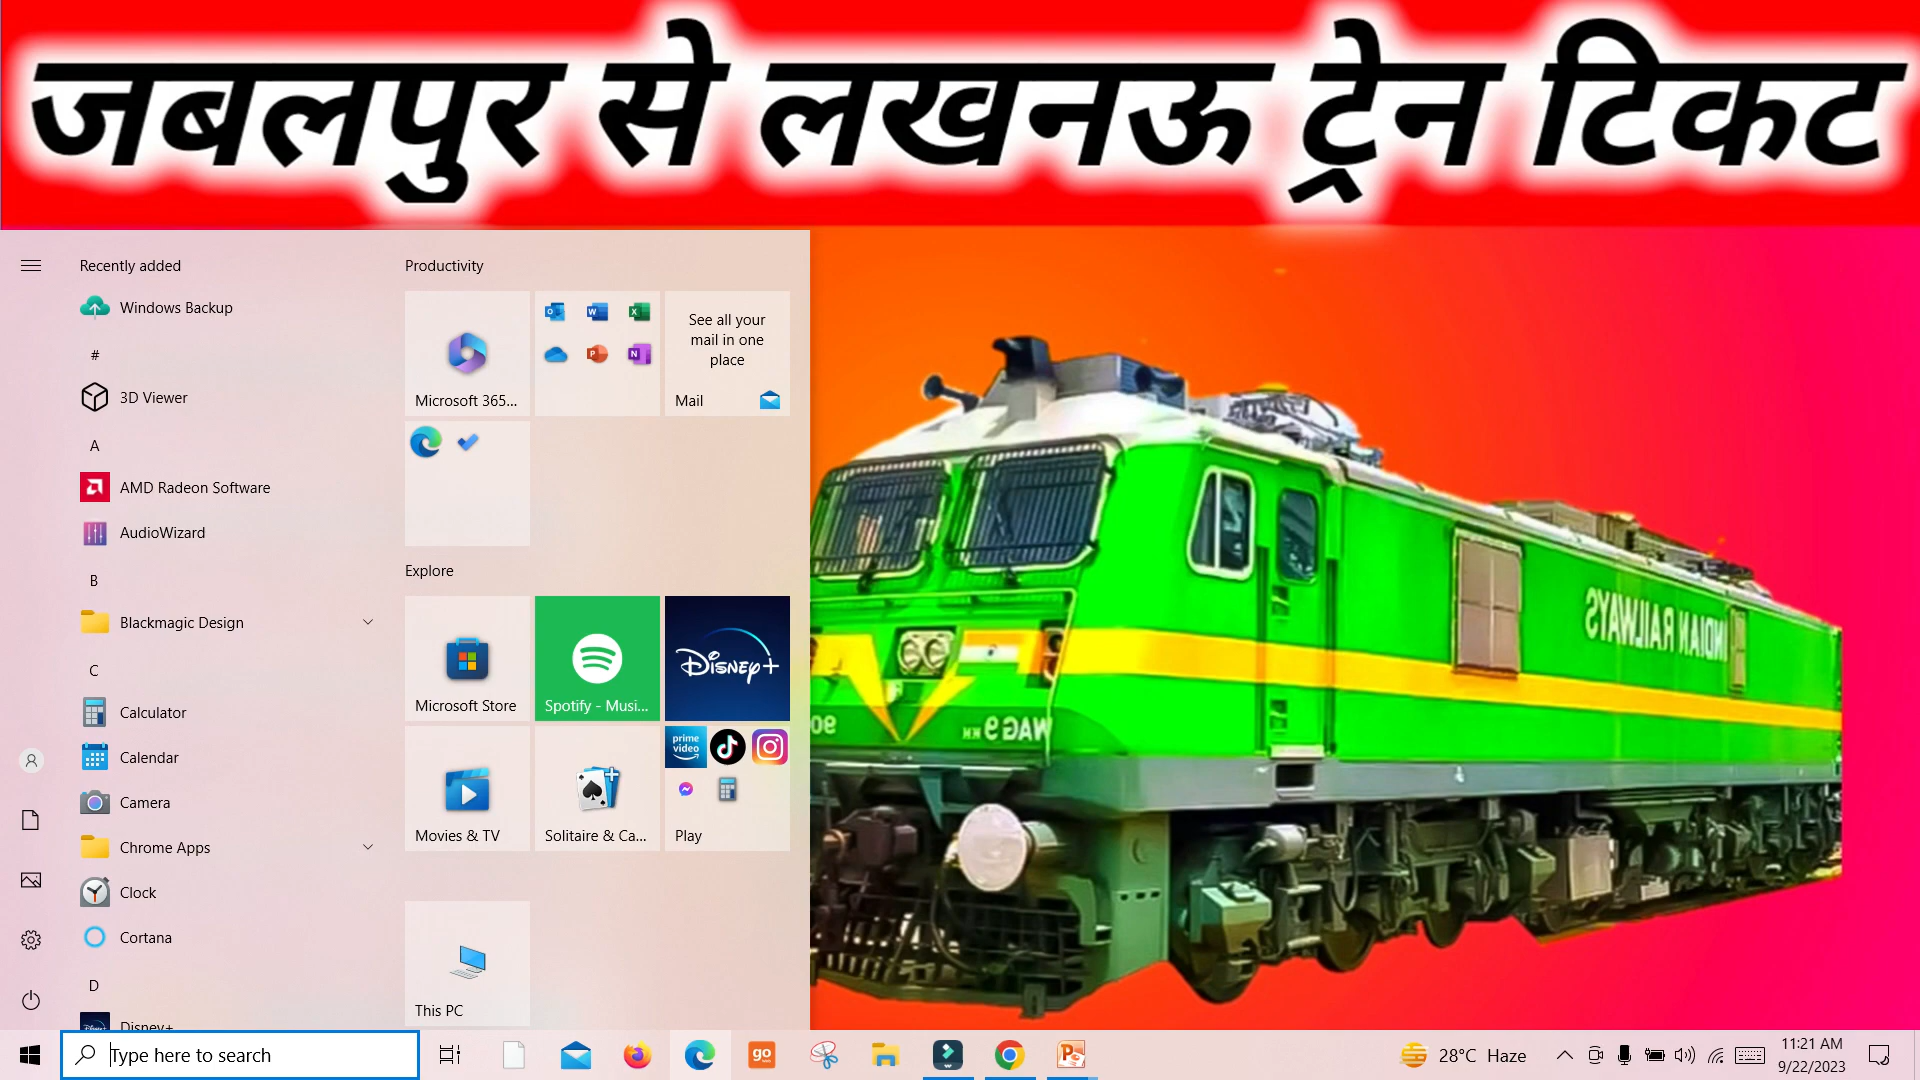 जबलपुर से लखनऊ ट्रेन टिकट
Recently added
Windows Backup
#
3D Viewer
A
AMD Radeon Software
AudioWizard
B
Blackmagic Design
C
Calculator
Calendar
Camera
Chrome Apps
Clock
Cortana
D
Disney+
Productivity
Microsoft 365...
See all your
mail in one
place
Mail
Explore
Microsoft Store
Spotify - Musi...
Disney+
Movies & TV
Solitaire & Ca...
prime
video
Play
This PC
INDIAN RAILWAYS
WAG 9 HH
Type here to search
go
28°C Haze
11:21 AM
9/22/2023